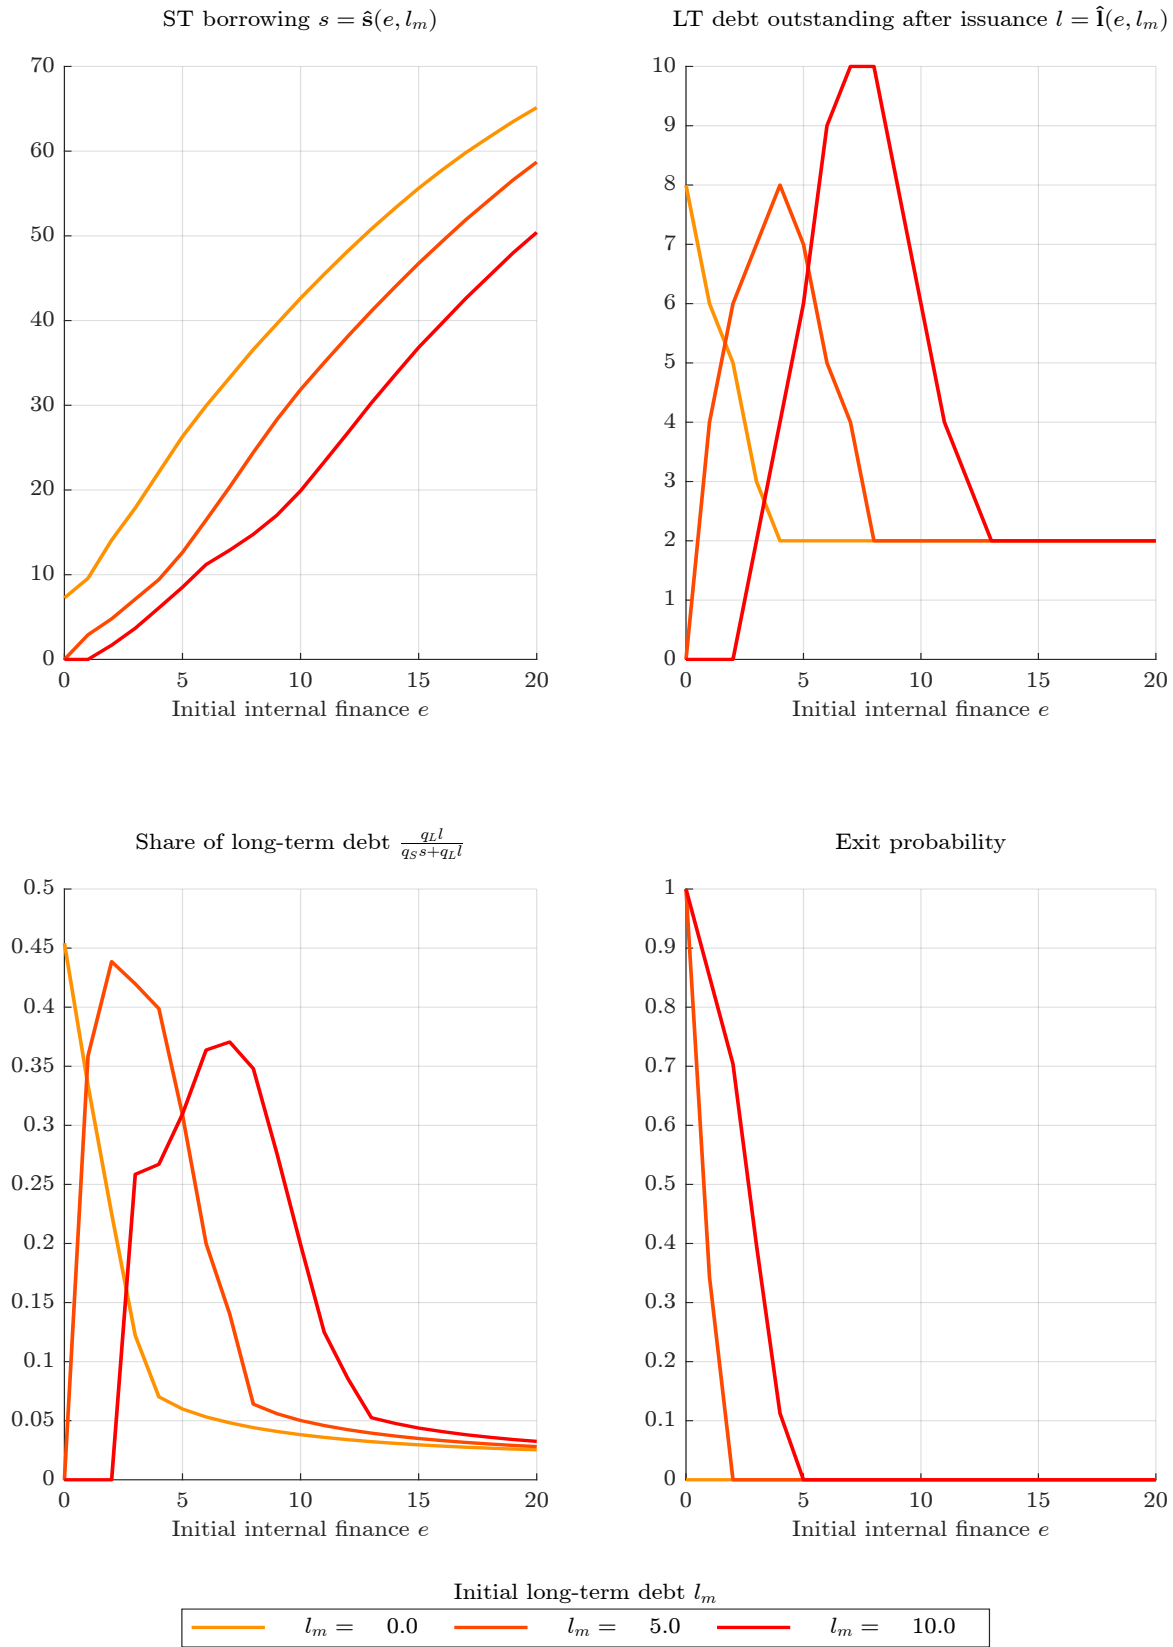 ST borrowing s = ŝ(e, l_m)
70
60
50
40
30
20
10
0
0 5 10 15 20
Initial internal finance e
LT debt outstanding after issuance l = l̂(e, l_m)
10
9
8
7
6
5
4
3
2
1
0
0 5 10 15 20
Initial internal finance e
Share of long-term debt q_L l / (q_S s + q_L l)
0.5
0.45
0.4
0.35
0.3
0.25
0.2
0.15
0.1
0.05
0
0 5 10 15 20
Initial internal finance e
Exit probability
1
0.9
0.8
0.7
0.6
0.5
0.4
0.3
0.2
0.1
0
0 5 10 15 20
Initial internal finance e
Initial long-term debt l_m
l_m = 0.0 l_m = 5.0 l_m = 10.0